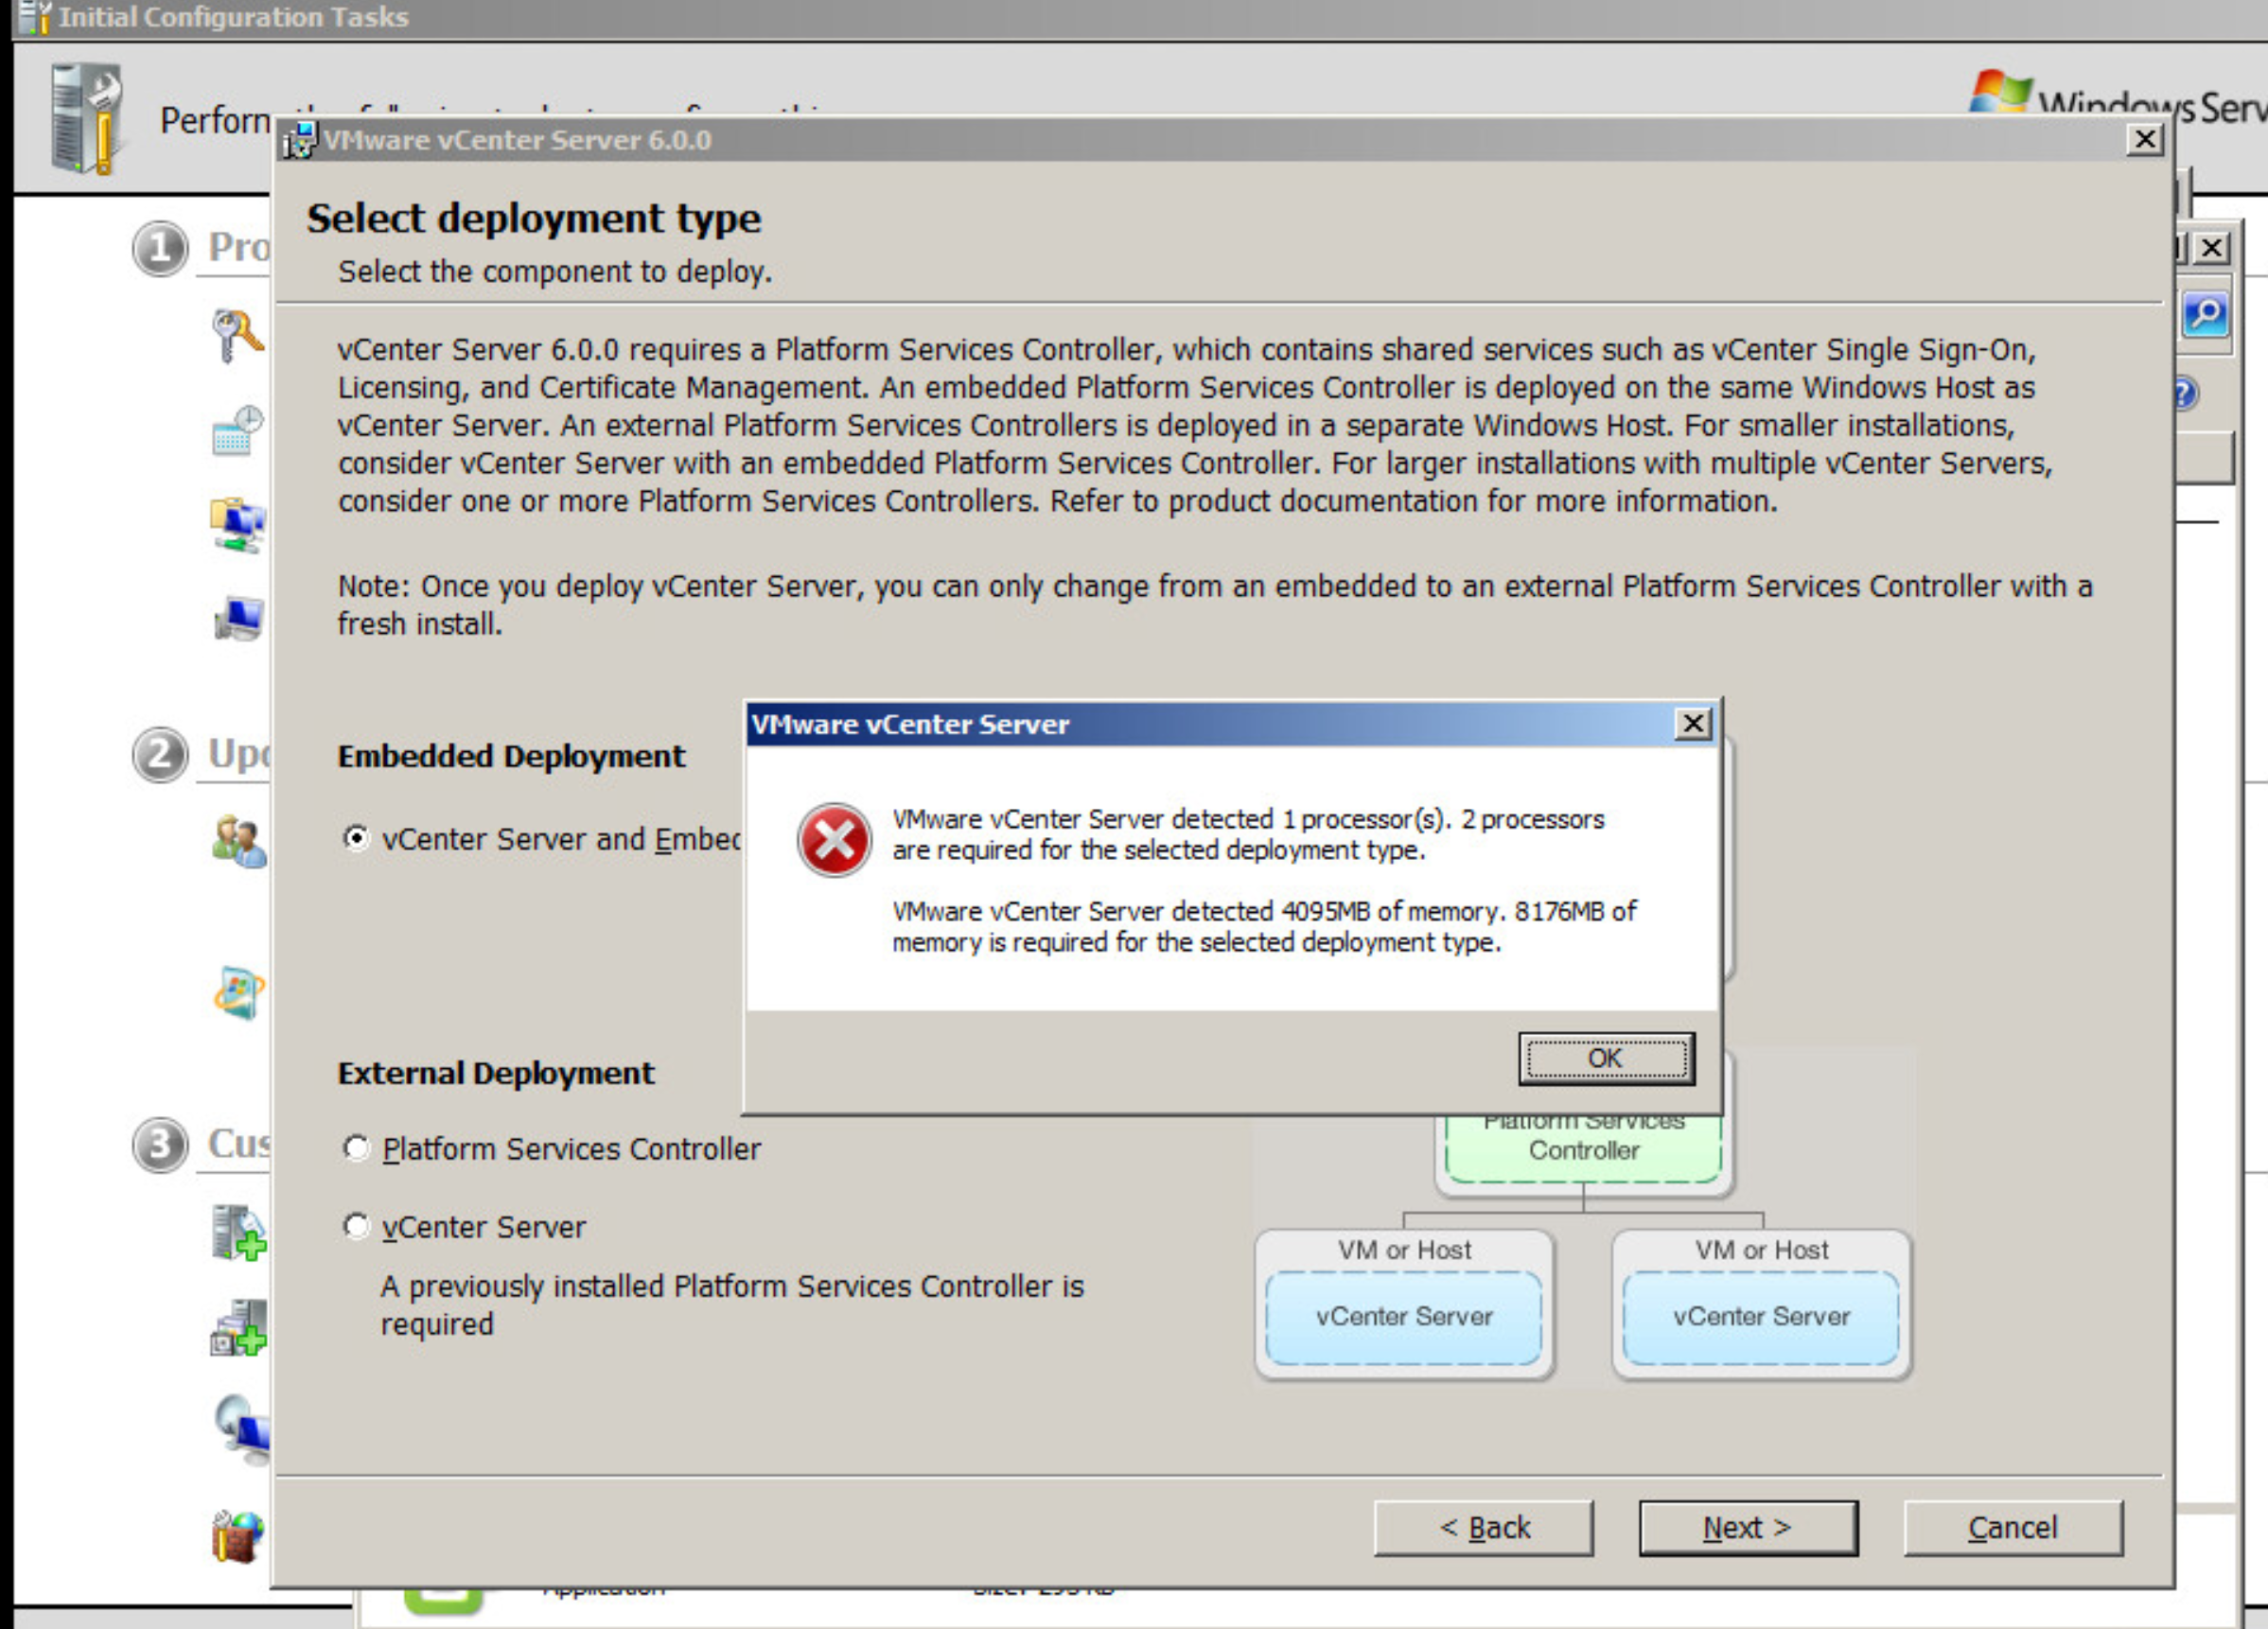 Initial Configuration Tasks
Windows Serv
VMware vCenter Server 6.0.0
Select deployment type
Select the component to deploy.
1 Pro
vCenter Server 6.0.0 requires a Platform Services Controller, which contains shared services such as vCenter Single Sign-On,
Licensing, and Certificate Management. An embedded Platform Services Controller is deployed on the same Windows Host as
vCenter Server. An external Platform Services Controllers is deployed in a separate Windows Host. For smaller installations,
consider vCenter Server with an embedded Platform Services Controller. For larger installations with multiple vCenter Servers,
consider one or more Platform Services Controllers. Refer to product documentation for more information.
Note: Once you deploy vCenter Server, you can only change from an embedded to an external Platform Services Controller with a
fresh install.
2 Upd
Embedded Deployment
vCenter Server and Embed
VMware vCenter Server
VMware vCenter Server detected 1 processor(s). 2 processors
are required for the selected deployment type.
VMware vCenter Server detected 4095MB of memory. 8176MB of
memory is required for the selected deployment type.
OK
External Deployment
3 Cus
Platform Services Controller
vCenter Server
A previously installed Platform Services Controller is
required
Platform Services
Controller
VM or Host
vCenter Server
VM or Host
vCenter Server
< Back
Next >
Cancel
Application